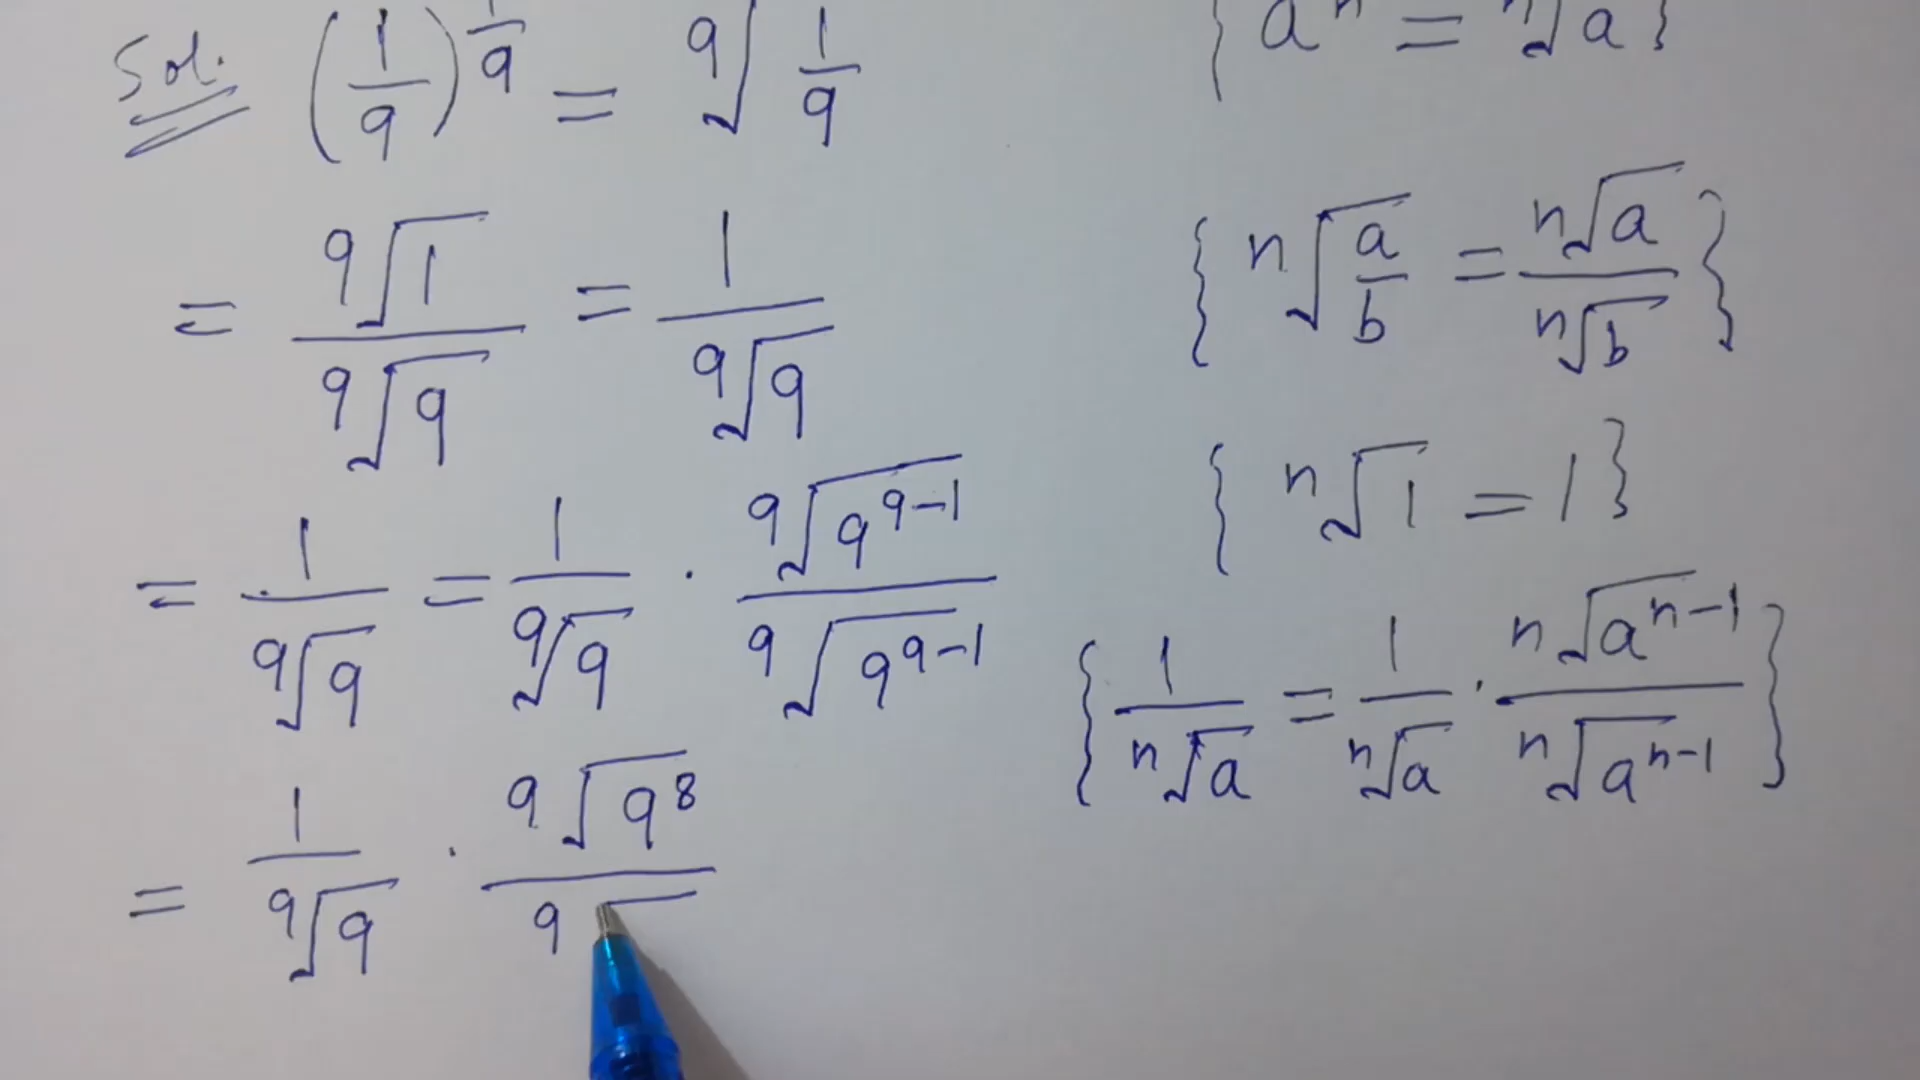 Sol. (1/9)^(1/9) = ⁹√(1/9)
{a^n = ⁿ√a}
= ⁹√1 / ⁹√9 = 1 / ⁹√9
{ⁿ√(a/b) = ⁿ√a / ⁿ√b}
{ⁿ√1 = 1}
= 1 / ⁹√9 = 1 / ⁹√9 · ⁹√(9^(9-1)) / ⁹√(9^(9-1))
{1 / ⁿ√a = 1 / ⁿ√a · ⁿ√(a^(n-1)) / ⁿ√(a^(n-1))}
= 1 / ⁹√9 · ⁹√(9^8) / ⁹√